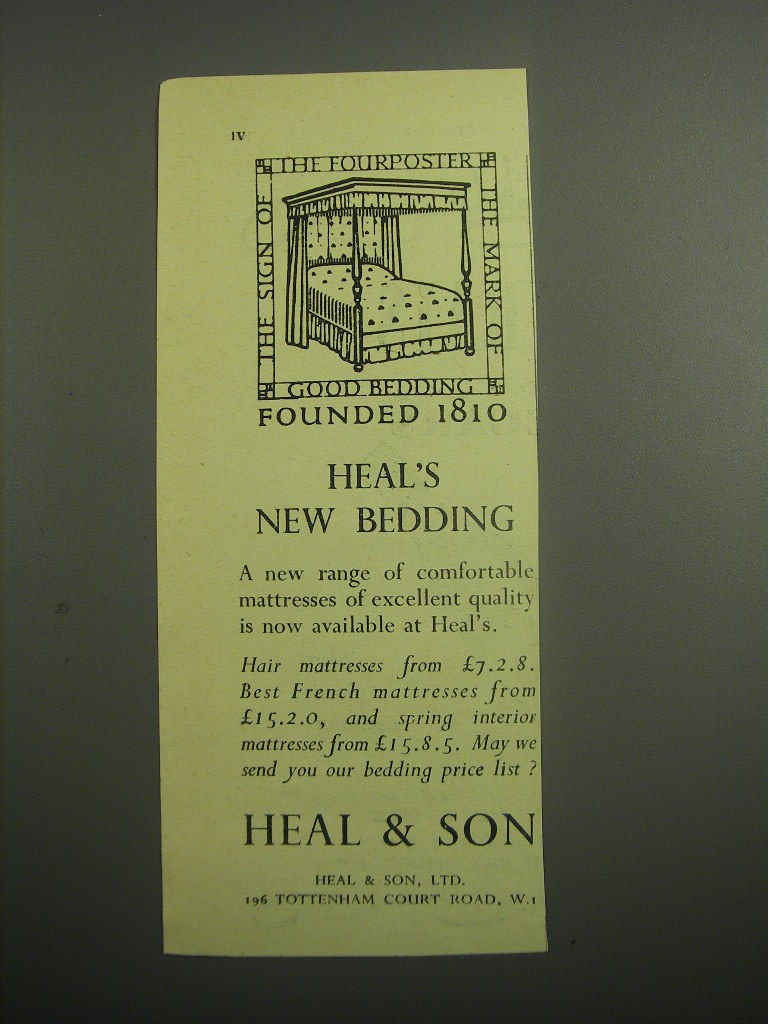 IV
THE FOURPOSTER
THE SIGN OF
THE MARK OF
GOOD BEDDING
FOUNDED 1810
HEAL'S
NEW BEDDING
A new range of comfortable
mattresses of excellent quality
is now available at Heal's.
Hair mattresses from £7.2.8.
Best French mattresses from
£15.2.0, and spring interior
mattresses from £15.8.5. May we
send you our bedding price list ?
HEAL & SON
HEAL & SON, LTD.
196 TOTTENHAM COURT ROAD, W.1